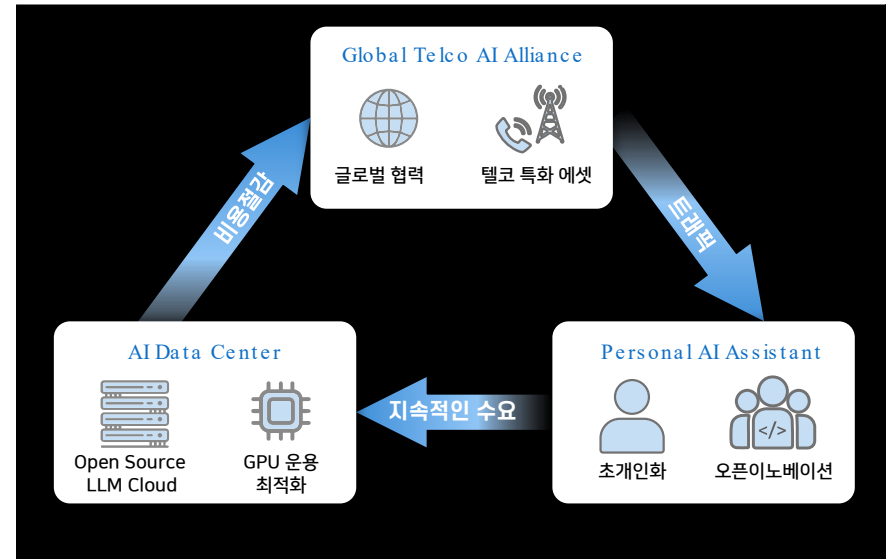 Global Telco AI Alliance
글로벌 협력
텔코 특화 에셋
비용절감
트래픽
AI Data Center
Open Source
LLM Cloud
GPU 운용
최적화
지속적인 수요
Personal AI Assistant
초개인화
</>
오픈이노베이션